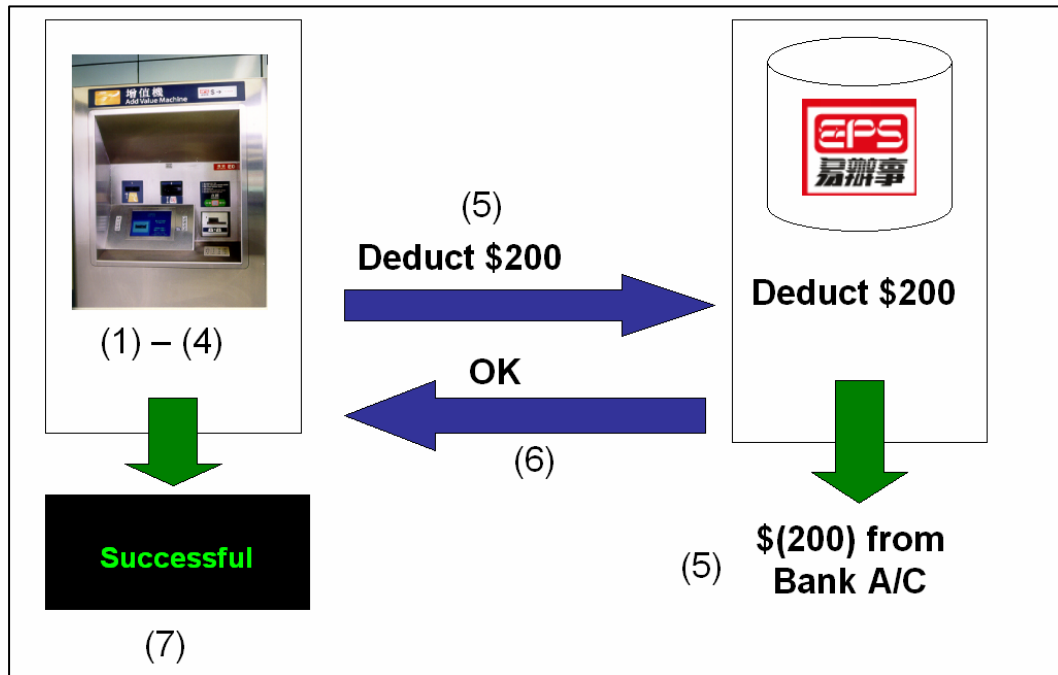 增值機
Add Value Machine
(1) – (4)
(5)
Deduct $200
OK
(6)
EPS
易辦事
Deduct $200
Successful
(7)
(5)
$(200) from
Bank A/C